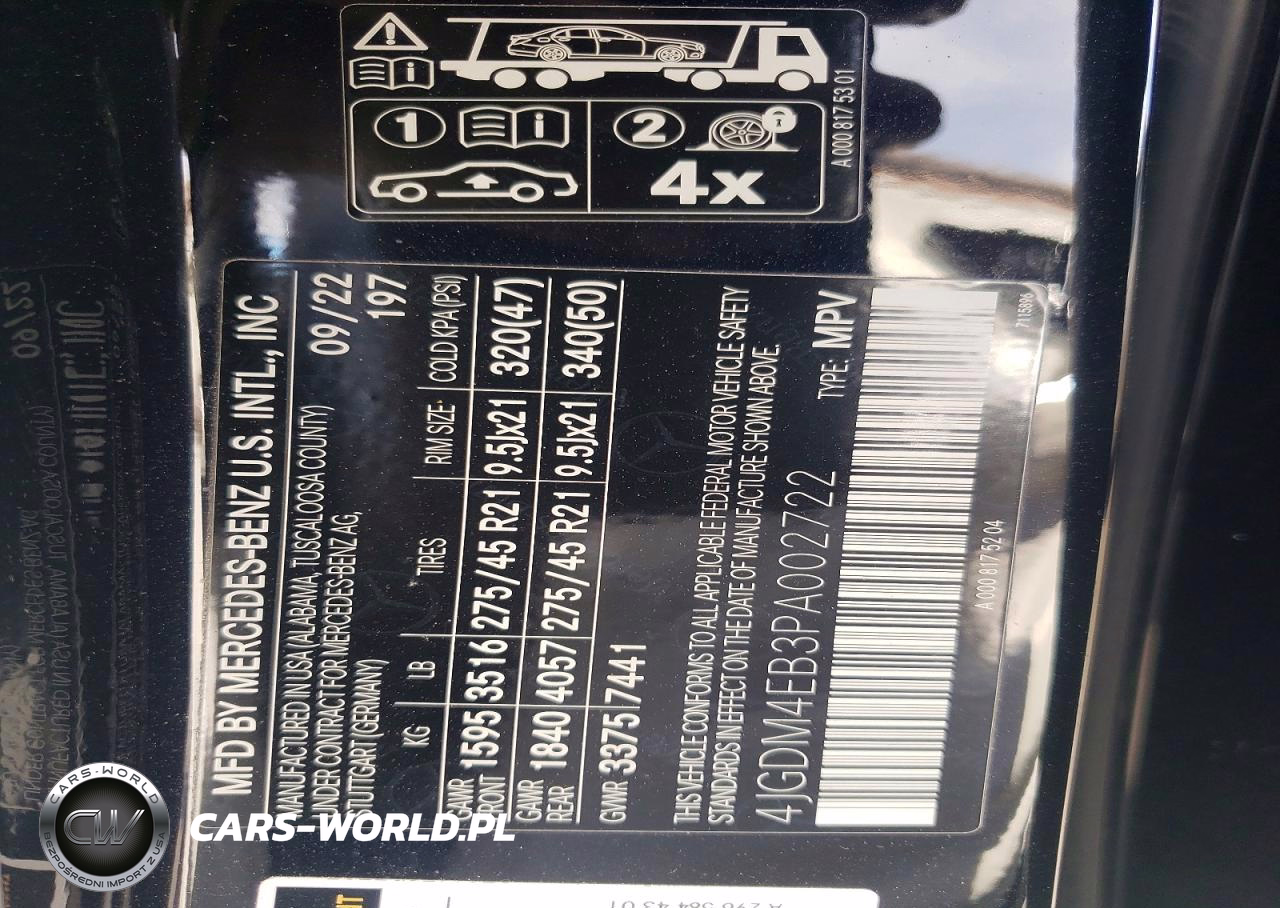 1
2
4x
A 000 817 53 01
MFD BY MERCEDES-BENZ U.S. INTL., INC
MANUFACTURED IN USA (ALABAMA, TUSCALOOSA COUNTY) 09/22
UNDER CONTRACT FOR MERCEDES-BENZ AG, 197
STUTTGART (GERMANY)
KG LB TIRES RIM SIZE COLD KPA(PSI)
GAWR FRONT 1595 3516 275/45 R21 9.5Jx21 320(47)
GAWR REAR 1840 4057 275/45 R21 9.5Jx21 340(50)
GMR 3375 7441
THIS VEHICLE CONFORMS TO ALL APPLICABLE FEDERAL MOTOR VEHICLE SAFETY
STANDARDS IN EFFECT ON THE DATE OF MANUFACTURE SHOWN ABOVE.
4JGDM4EB3PA002722 TYPE: MPV
7115896
A 000 817 52 04
CARS-WORLD
CW
BEZPOŚREDNI IMPORT Z USA
CARS-WORLD.PL